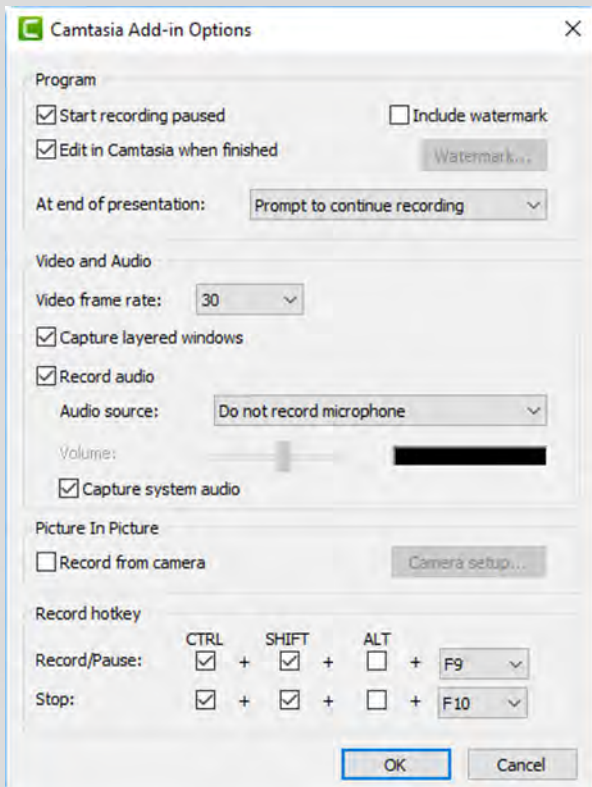 Camtasia Add-in Options
Program
Start recording paused
Include watermark
Edit in Camtasia when finished
Watermark...
At end of presentation:
Prompt to continue recording
Video and Audio
Video frame rate:
30
Capture layered windows
Record audio
Audio source:
Do not record microphone
Volume:
Capture system audio
Picture In Picture
Record from camera
Camera setup...
Record hotkey
CTRL SHIFT ALT
Record/Pause: + + + F9
Stop: + + + F10
OK Cancel